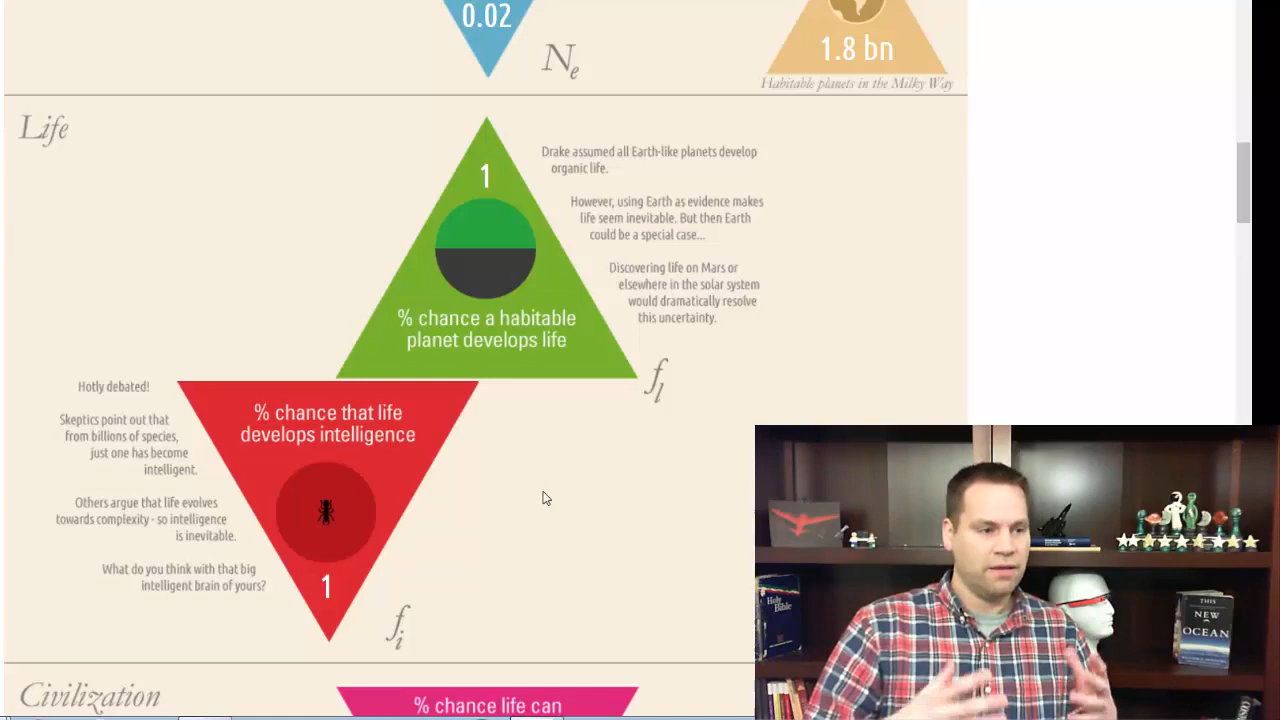 0.02
Ne
1.8 bn
Habitable planets in the Milky Way
Life
1
% chance a habitable
planet develops life
Drake assumed all Earth-like planets develop
organic life.
However, using Earth as evidence makes
life seem inevitable. But then Earth
could be a special case...
Discovering life on Mars or
elsewhere in the solar system
would dramatically resolve
this uncertainty.
fl
Hotly debated!
Skeptics point out that
from billions of species,
just one has become
intelligent.
Others argue that life evolves
towards complexity - so intelligence
is inevitable.
What do you think with that big
intelligent brain of yours?
% chance that life
develops intelligence
1
fi
Civilization
% chance life can
Holy
Bible
THIS
NEW
OCEAN